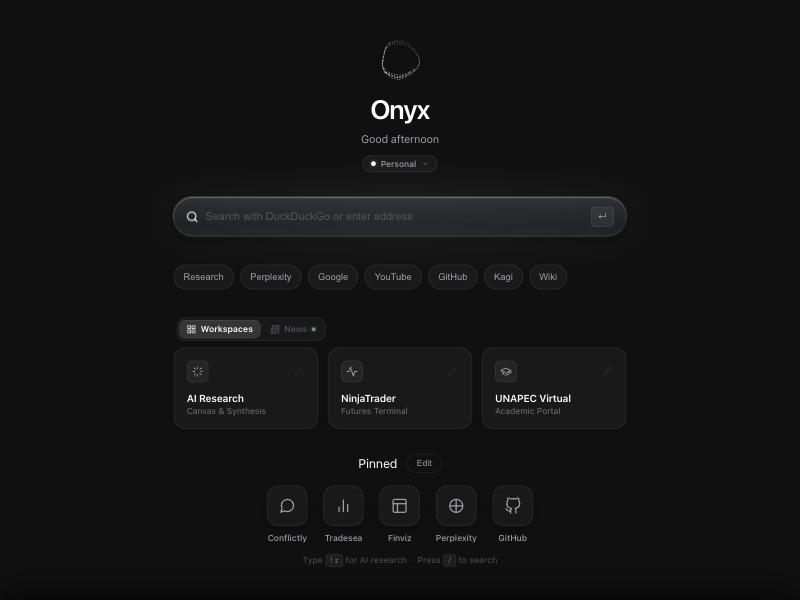 Onyx
Good afternoon
Personal
Search with DuckDuckGo or enter address
Research Perplexity Google YouTube GitHub Kagi Wiki
Workspaces News
AI Research NinjaTrader UNAPEC Virtual
Canvas & Synthesis Futures Terminal Academic Portal
Pinned Edit
Conflictly Tradesea Finviz Perplexity GitHub
Type !r for AI research · Press / to search